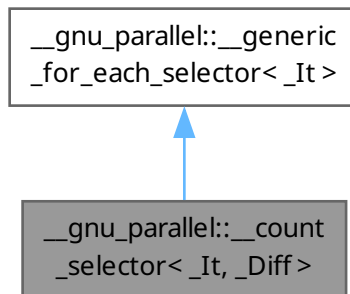 __gnu_parallel::__generic
_for_each_selector< _It >
__gnu_parallel::__count
_selector< _It, _Diff >